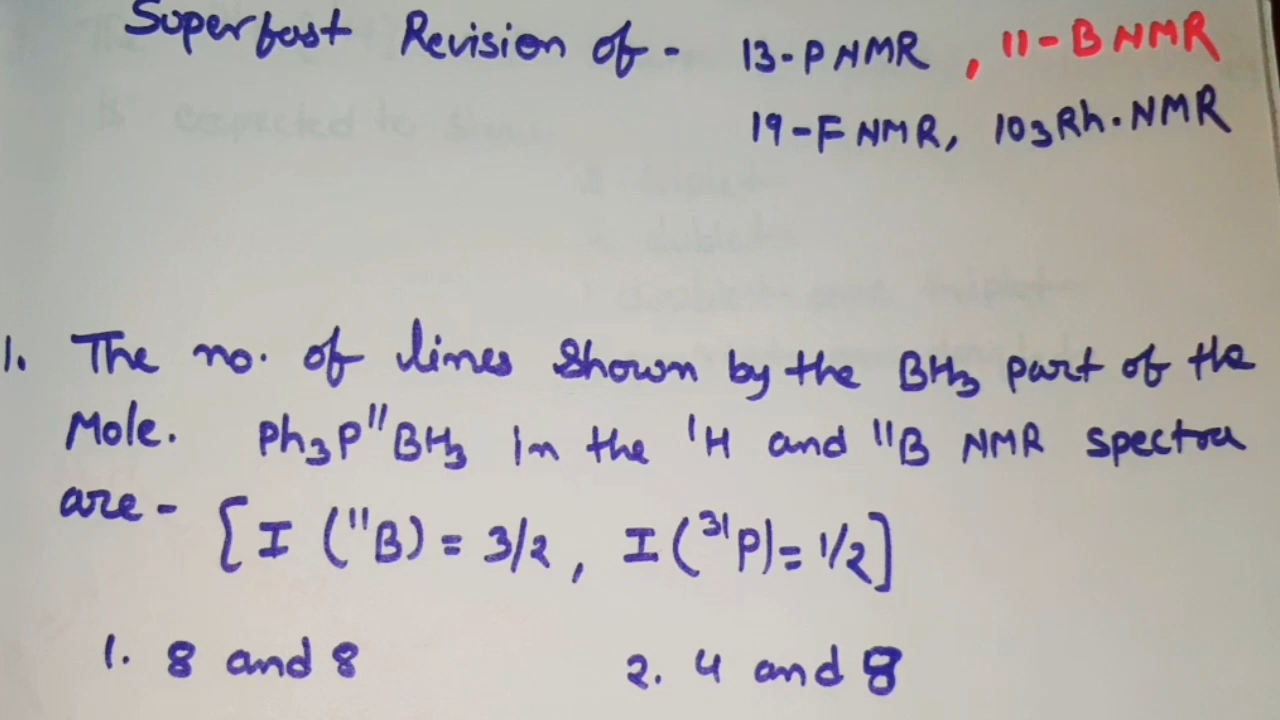 Superfast Revision of - 13-P NMR , 11-B NMR
19-F NMR, 103Rh. NMR
1. The no. of lines shown by the BH₃ part of the
Mole. Ph₃P¹¹BH₃ in the ¹H and ¹¹B NMR spectra
are - [I (¹¹B) = 3/2, I(³¹P) = 1/2]
1. 8 and 8 2. 4 and 8